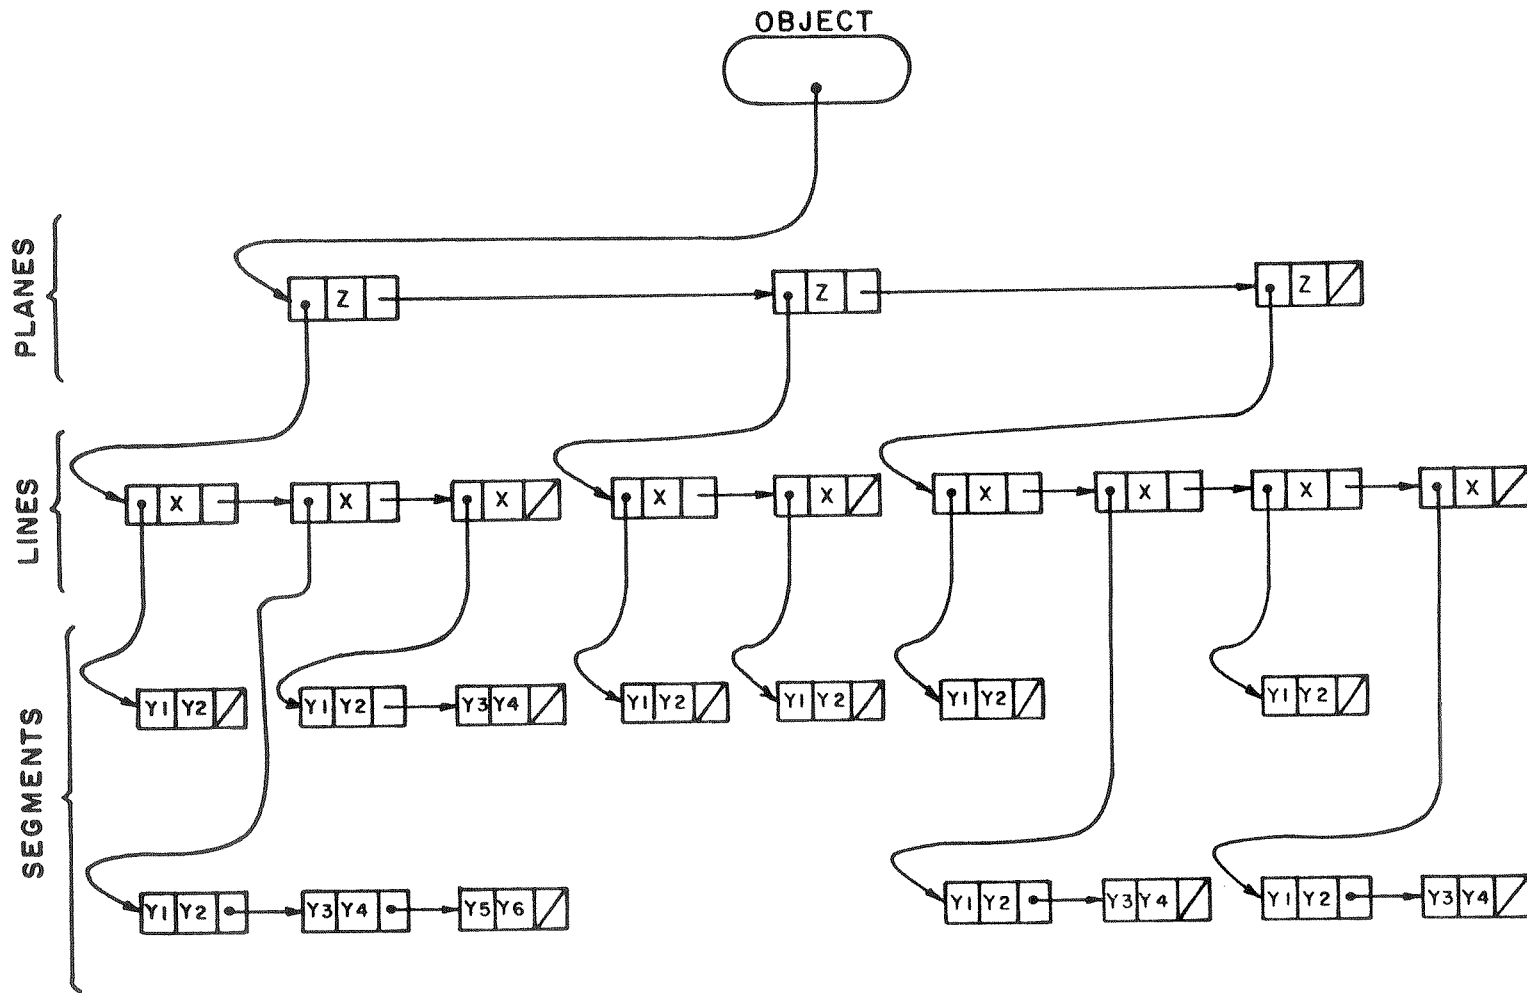 OBJECT
PLANES
Z
Z
Z
LINES
X
X
X
X
X
X
X
X
X
SEGMENTS
Y1 Y2
Y1 Y2
Y3 Y4
Y1 Y2
Y1 Y2
Y1 Y2
Y1 Y2
Y1 Y2
Y3 Y4
Y5 Y6
Y1 Y2
Y3 Y4
Y1 Y2
Y3 Y4